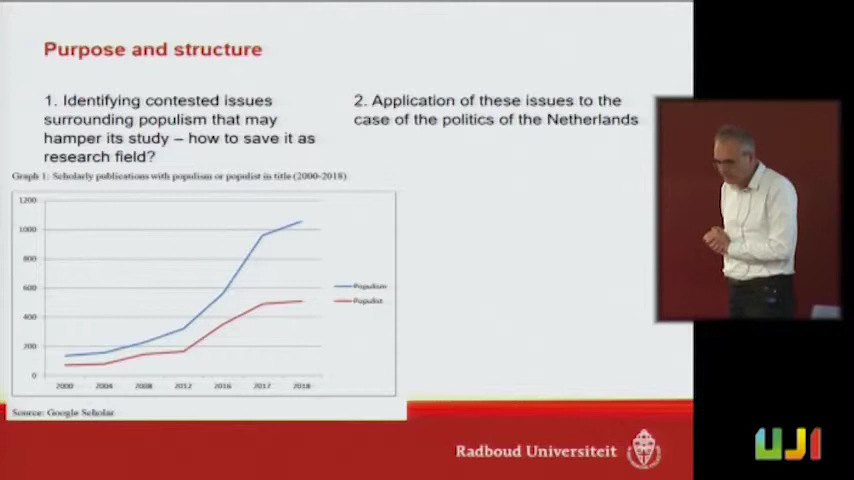 Purpose and structure
1. Identifying contested issues
surrounding populism that may
hamper its study – how to save it as
research field?
2. Application of these issues to the
case of the politics of the Netherlands
Graph 1: Scholarly publications with populism or populist in title (2000-2018)
1200
1000
800
600
400
200
0
2000 2004 2008 2012 2016 2017 2018
Populism
Populist
Source: Google Scholar
Radboud Universiteit
UJI